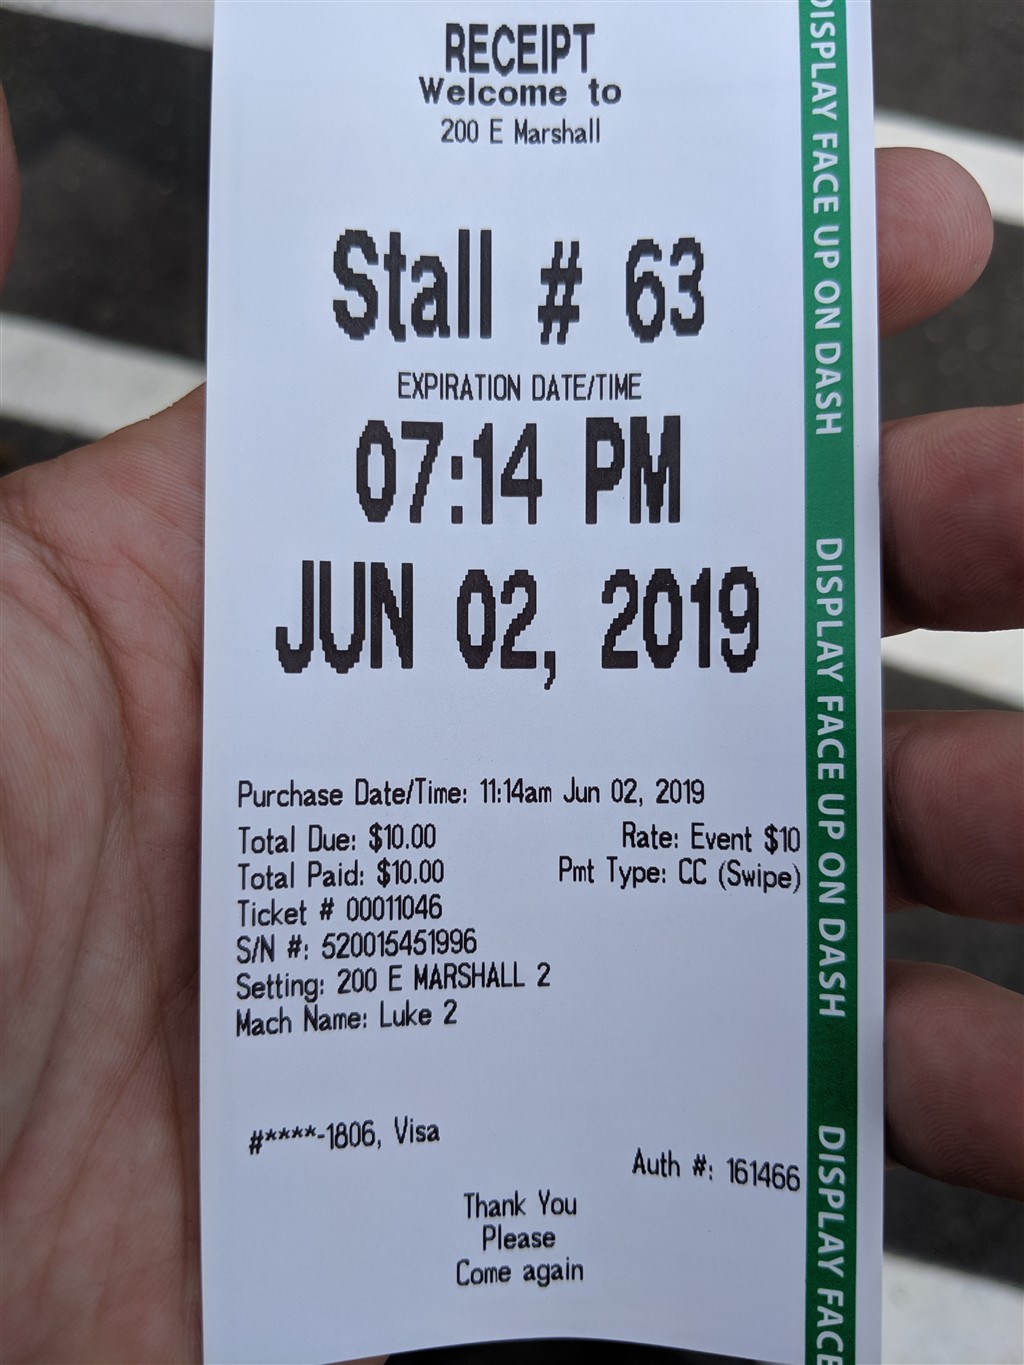 RECEIPT
Welcome to
200 E Marshall
Stall # 63
EXPIRATION DATE/TIME
07:14 PM
JUN 02, 2019
Purchase Date/Time: 11:14am Jun 02, 2019
Total Due: $10.00 Rate: Event $10
Total Paid: $10.00 Pmt Type: CC (Swipe)
Ticket # 00011046
S/N #: 520015451996
Setting: 200 E MARSHALL 2
Mach Name: Luke 2
#****-1806, Visa
Auth #: 161466
Thank You
Please
Come again
DISPLAY FACE UP ON DASH
DISPLAY FACE UP ON DASH
DISPLAY FACE